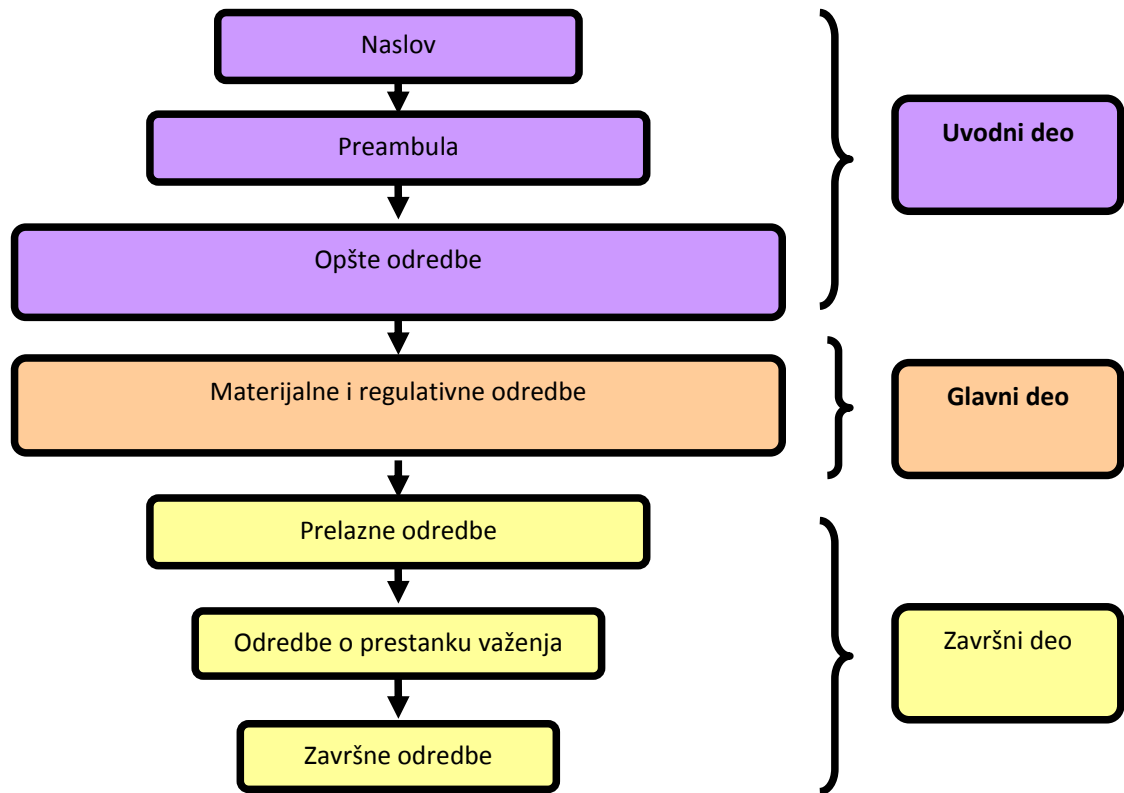 Naslov
Preambula
Opšte odredbe
Uvodni deo
Materijalne i regulativne odredbe
Glavni deo
Prelazne odredbe
Odredbe o prestanku važenja
Završne odredbe
Završni deo